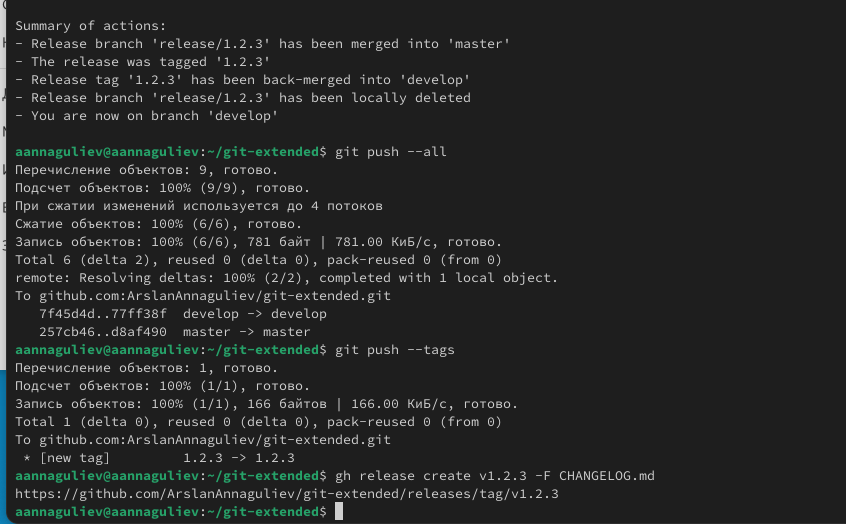 Summary of actions:
- Release branch 'release/1.2.3' has been merged into 'master'
- The release was tagged '1.2.3'
- Release tag '1.2.3' has been back-merged into 'develop'
- Release branch 'release/1.2.3' has been locally deleted
- You are now on branch 'develop'
aannaguliev@aannaguliev:~/git-extended$ git push --all
Перечисление объектов: 9, готово.
Подсчет объектов: 100% (9/9), готово.
При сжатии изменений используется до 4 потоков
Сжатие объектов: 100% (6/6), готово.
Запись объектов: 100% (6/6), 781 байт | 781.00 КиБ/с, готово.
Total 6 (delta 2), reused 0 (delta 0), pack-reused 0 (from 0)
remote: Resolving deltas: 100% (2/2), completed with 1 local object.
To github.com:ArslanAnnaguliev/git-extended.git
   7f45d4d..77ff38f  develop -> develop
   257cb46..d8af490  master -> master
aannaguliev@aannaguliev:~/git-extended$ git push --tags
Перечисление объектов: 1, готово.
Подсчет объектов: 100% (1/1), готово.
Запись объектов: 100% (1/1), 166 байтов | 166.00 КиБ/с, готово.
Total 1 (delta 0), reused 0 (delta 0), pack-reused 0 (from 0)
To github.com:ArslanAnnaguliev/git-extended.git
 * [new tag]         1.2.3 -> 1.2.3
aannaguliev@aannaguliev:~/git-extended$ gh release create v1.2.3 -F CHANGELOG.md
https://github.com/ArslanAnnaguliev/git-extended/releases/tag/v1.2.3
aannaguliev@aannaguliev:~/git-extended$